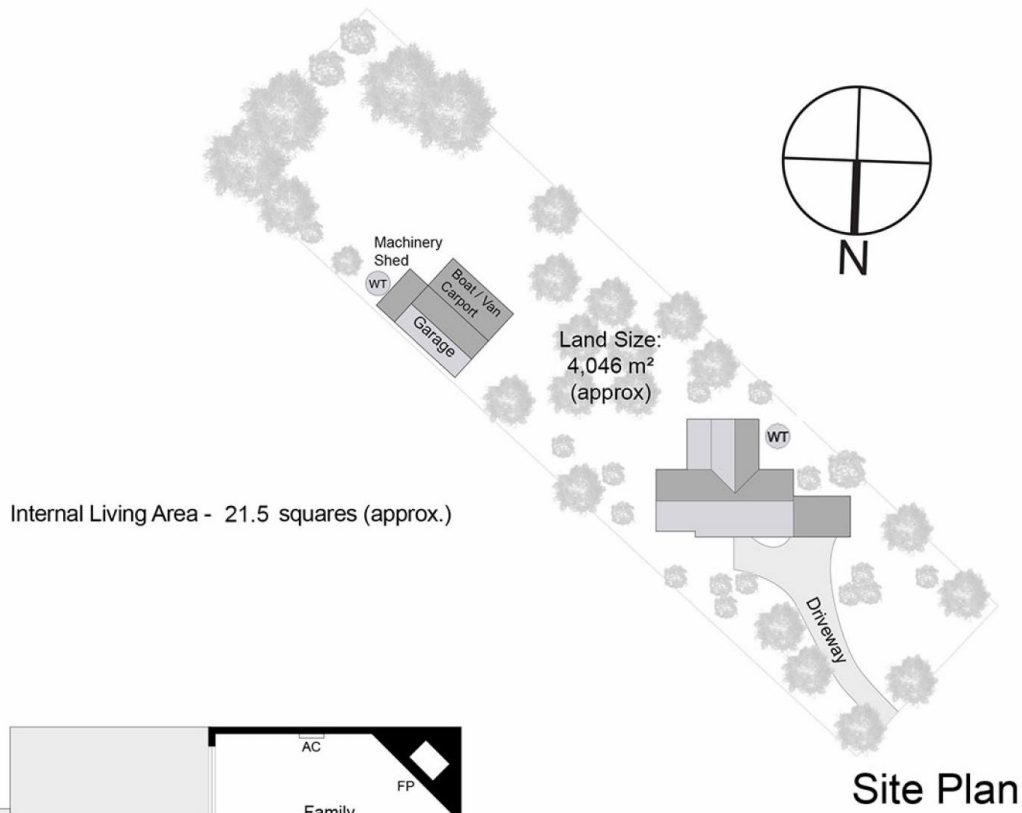 Machinery
Shed
WT
Boat / Van
Carport
Garage
N
Land Size:
4,046 m²
(approx)
WT
Internal Living Area - 21.5 squares (approx.)
Driveway
AC
FP
Family
Site Plan